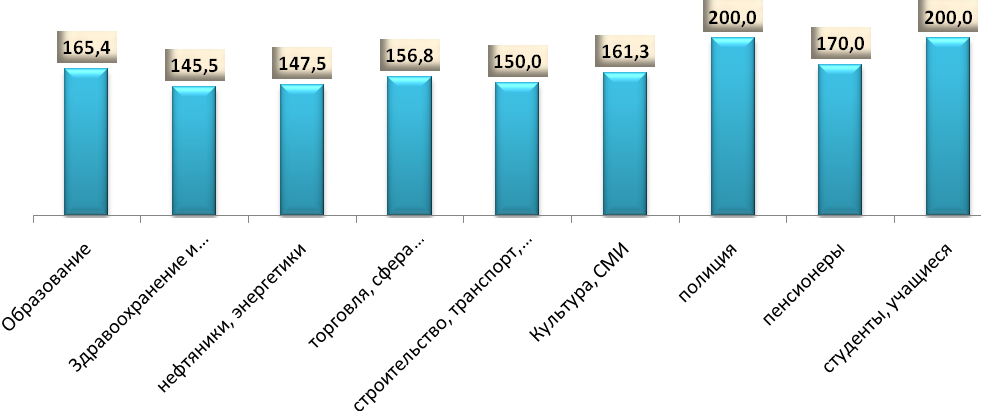 165,4
145,5
147,5
156,8
150,0
161,3
200,0
170,0
200,0
Образование
Здравоохранение и...
нефтяники, энергетики
торговля, сфера...
строительство, транспорт,...
Культура, СМИ
полиция
пенсионеры
студенты, учащиеся